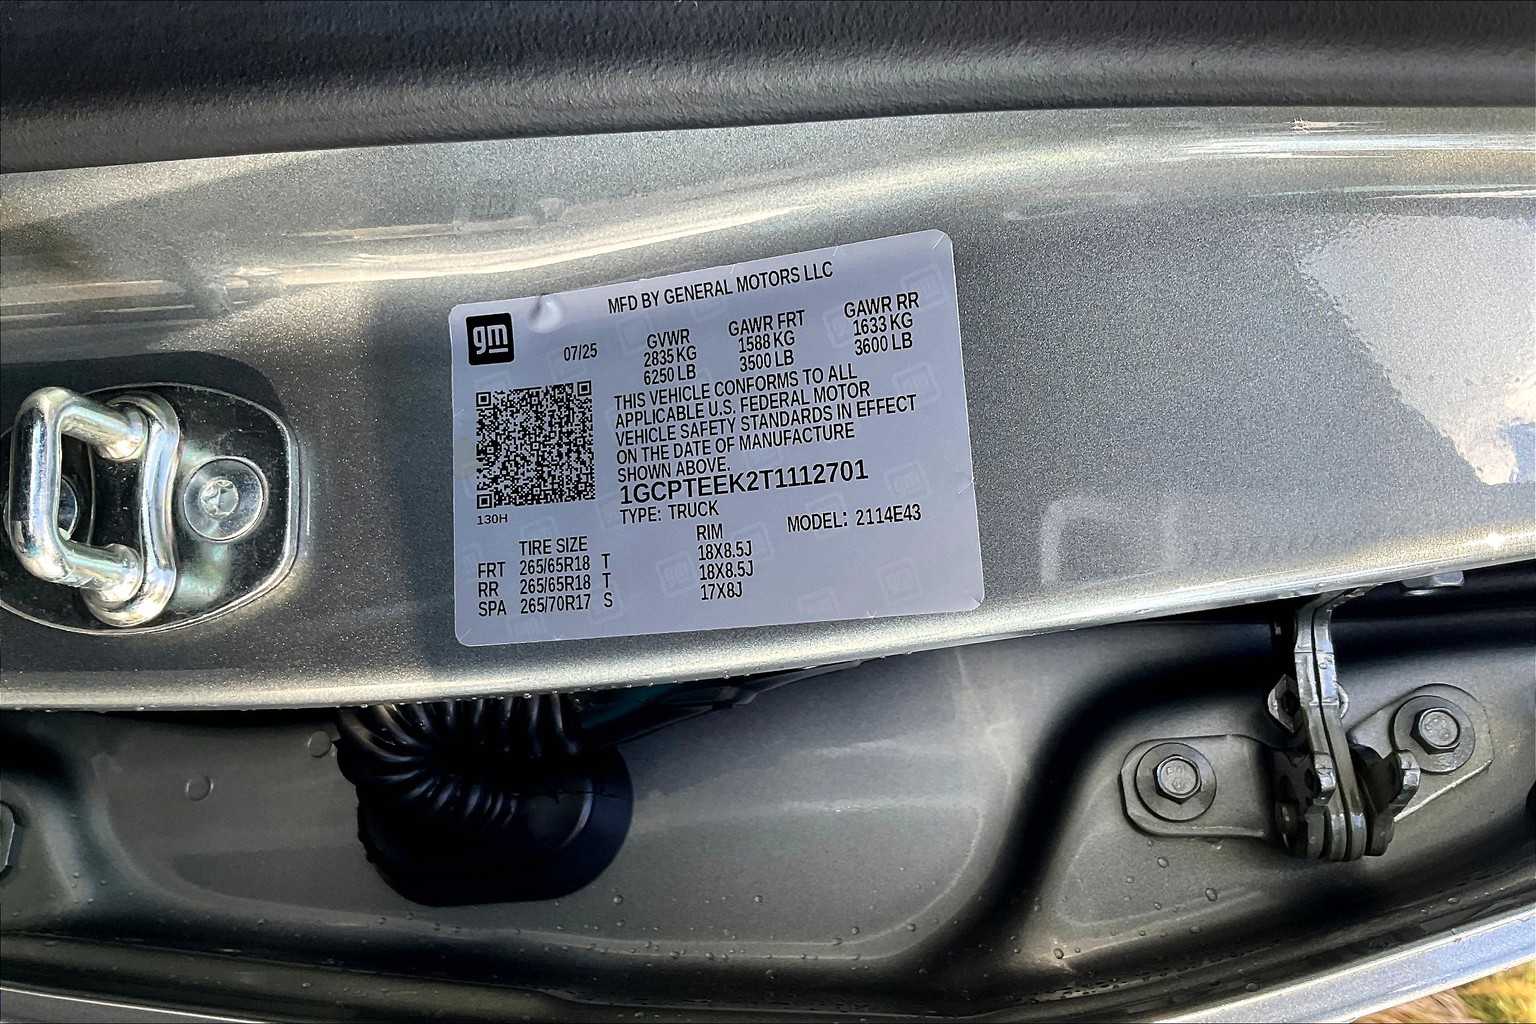 MFD BY GENERAL MOTORS LLC
gm
07/25
GVWR GAWR FRT GAWR RR
2835 KG 1588 KG 1633 KG
6250 LB 3500 LB 3600 LB
THIS VEHICLE CONFORMS TO ALL
APPLICABLE U.S. FEDERAL MOTOR
VEHICLE SAFETY STANDARDS IN EFFECT
ON THE DATE OF MANUFACTURE
SHOWN ABOVE.
1GCPTEEK2T1112701
130H
TYPE: TRUCK MODEL: 2114E43
TIRE SIZE RIM
FRT 265/65R18 T 18X8.5J
RR 265/65R18 T 18X8.5J
SPA 265/70R17 S 17X8J